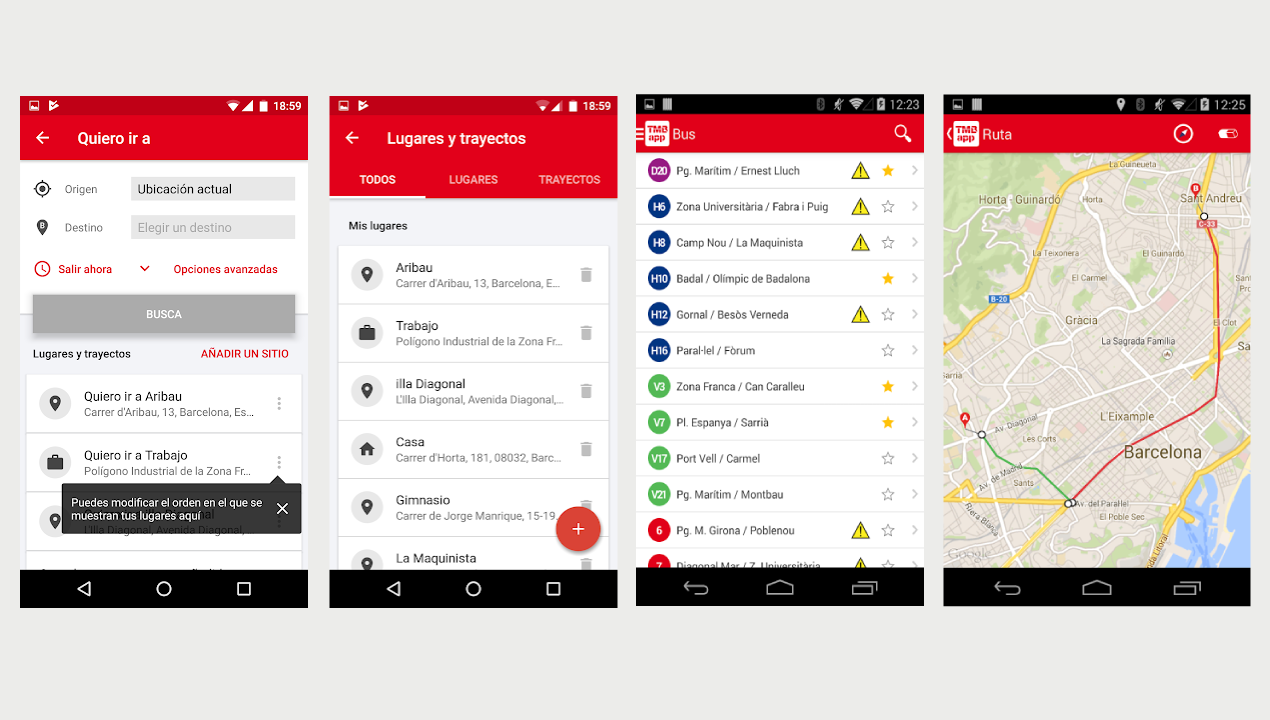 18:59
Quiero ir a
Origen
Ubicación actual
Destino
Elegir un destino
Salir ahora
Opciones avanzadas
BUSCA
Lugares y trayectos
AÑADIR UN SITIO
Quiero ir a Aribau
Carrer d'Aribau, 13, Barcelona, Es...
Quiero ir a Trabajo
Polígono Industrial de la Zona Fr...
Puedes modificar el orden en el que se
muestran tus lugares aquí
L'illa Diagonal, Avenida Diagonal,
18:59
Lugares y trayectos
TODOS
LUGARES
TRAYECTOS
Mis lugares
Aribau
Carrer d'Aribau, 13, Barcelona, E...
Trabajo
Polígono Industrial de la Zona Fr...
illa Diagonal
L'illa Diagonal, Avenida Diagonal,...
Casa
Carrer d'Horta, 181, 08032, Barc...
Gimnasio
Carrer de Jorge Manrique, 15-19
La Maquinista
+
12:23
TMB
app
Bus
D20 Pg. Marítim / Ernest Lluch
H6 Zona Universitària / Fabra i Puig
H8 Camp Nou / La Maquinista
H10 Badal / Olímpic de Badalona
H12 Gornal / Besòs Verneda
H16 Paral·lel / Fòrum
V3 Zona Franca / Can Caralleu
V7 Pl. Espanya / Sarrià
V17 Port Vell / Carmel
V21 Pg. Marítim / Montbau
6 Pg. M. Girona / Poblenou
7 Diagonal Mar / Z. Universitària
12:25
TMB
app
Ruta
La Guineueta
B
Horta - Guinardó
Horta
Sant Andreu
C-33
La Teixonera
El Guinardó
El Carmel
B-20
Gràcia
El Clot
La Sagrada Família
Sarrià
A
Av. Diagonal
L'Eixample
Les Corts
Barcelona
Av. de Madrid
Sants
Av. del Paral·lel
El Poble Sec
Riera Blanca
Google
Litoral